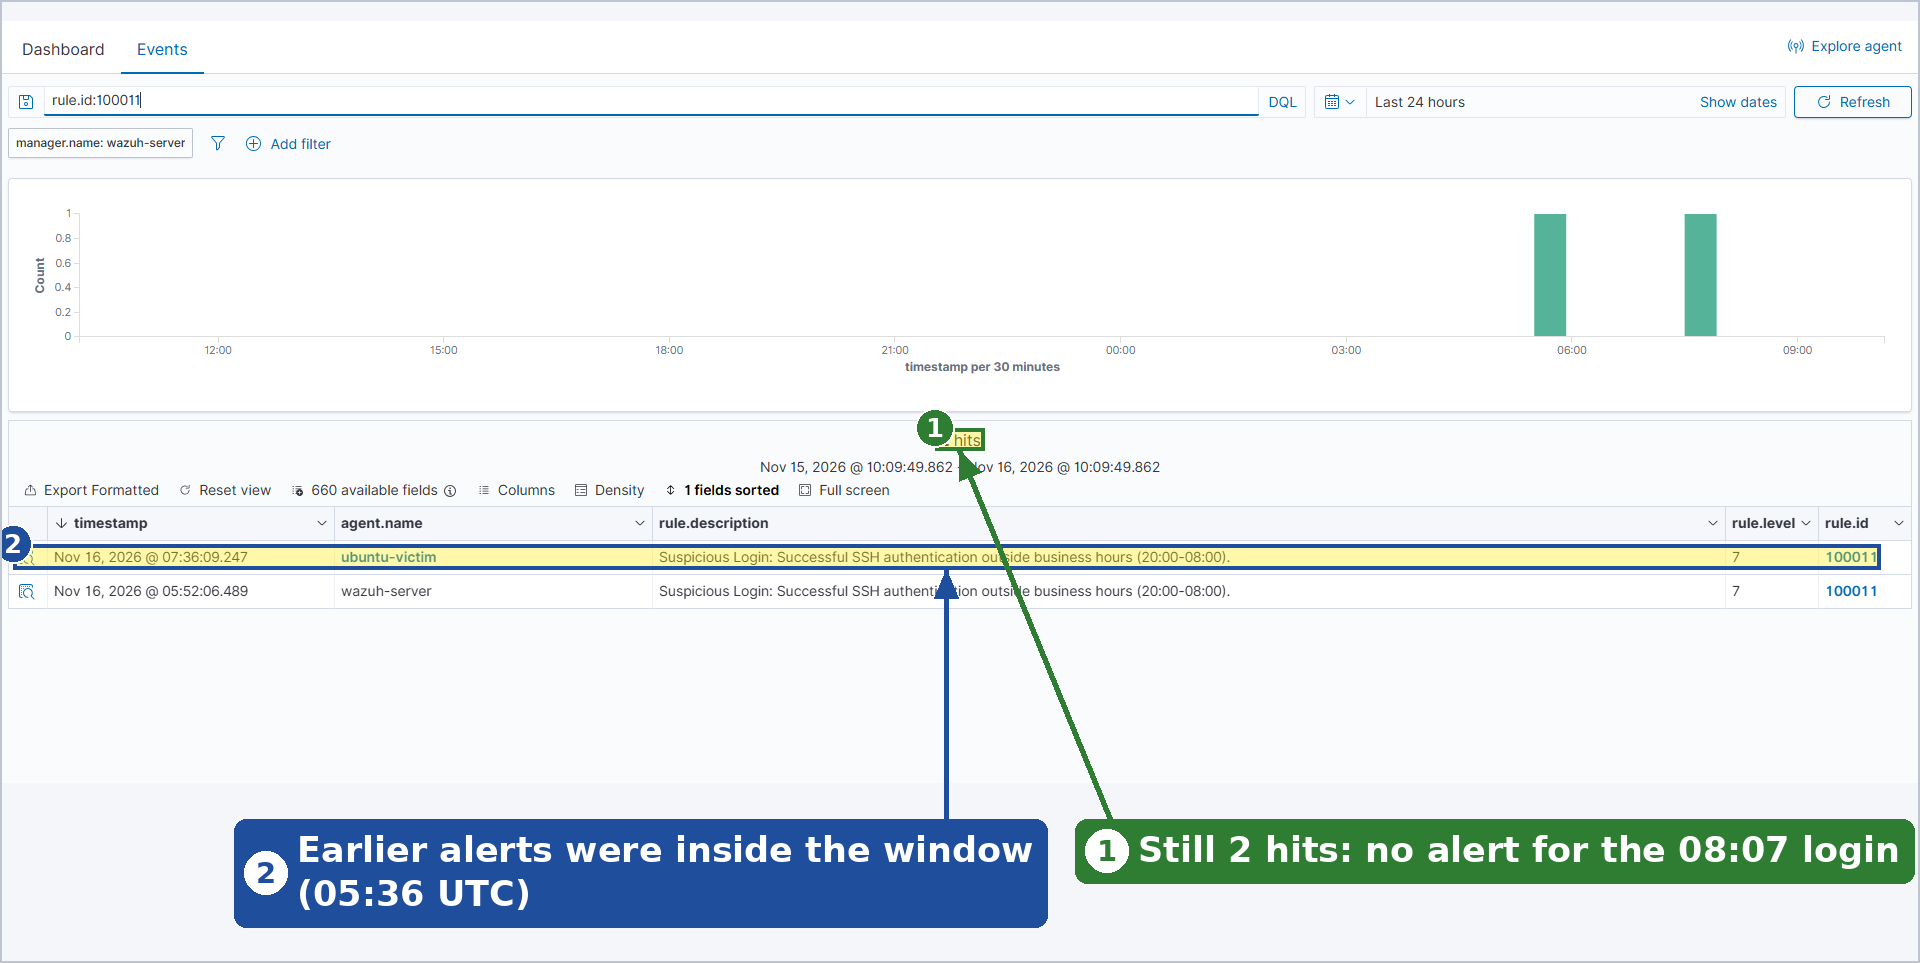 Dashboard Events Explore agent
rule.id:100011 DQL Last 24 hours Show dates Refresh
manager.name: wazuh-server Add filter
1
0.8
0.6
0.4
0.2
0
Count
12:00 15:00 18:00 21:00 00:00 03:00 06:00 09:00
timestamp per 30 minutes
1 hits
Nov 15, 2026 @ 10:09:49.862 Nov 16, 2026 @ 10:09:49.862
Export Formatted Reset view 660 available fields Columns Density 1 fields sorted Full screen
timestamp agent.name rule.description rule.level rule.id
2 Nov 16, 2026 @ 07:36:09.247 ubuntu-victim Suspicious Login: Successful SSH authentication outside business hours (20:00-08:00). 7 100011
Nov 16, 2026 @ 05:52:06.489 wazuh-server Suspicious Login: Successful SSH authentication outside business hours (20:00-08:00). 7 100011
2 Earlier alerts were inside the window
(05:36 UTC)
1 Still 2 hits: no alert for the 08:07 login